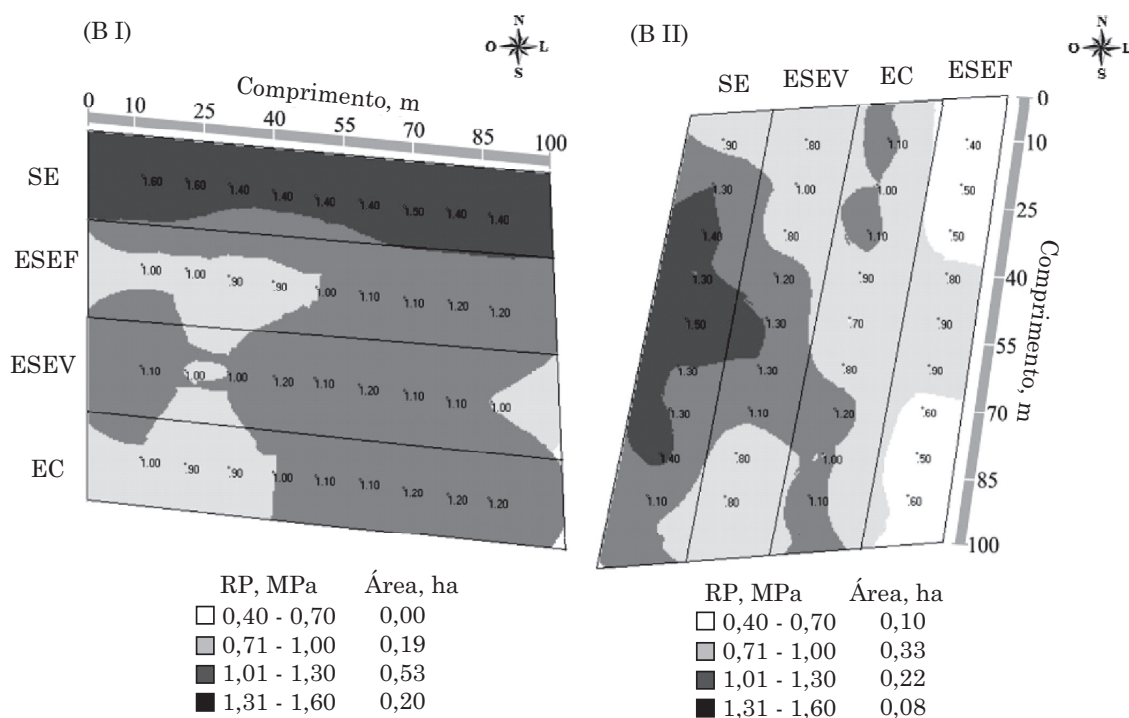 (B I)
N
O L
S
Comprimento, m
0 10 25 40 55 70 85 100
SE
1.60 1.60 1.40 1.40 1.40 1.40 1.50 1.40 1.40
ESEF
1.00 1.00 .90 .90 1.00 1.10 1.10 1.20 1.20
ESEV
1.10 1.00 1.00 1.20 1.10 1.20 1.10 1.10 1.00
EC
1.00 .90 .90 1.00 1.10 1.10 1.20 1.20 1.20
RP, MPa Área, ha
0,40 - 0,70 0,00
0,71 - 1,00 0,19
1,01 - 1,30 0,53
1,31 - 1,60 0,20
(B II)
N
O L
S
SE ESEV EC ESEF
0
10
25
40
55
70
85
100
Comprimento, m
.90 .80 1.10 .40
1.30 1.00 1.00 .50
1.40 .80 1.10 .50
1.30 1.20 .90 .80
1.50 1.30 .70 .90
1.30 1.30 .80 .90
1.30 1.10 1.20 .60
1.40 .80 1.00 .50
1.10 .80 1.10 .60
RP, MPa Área, ha
0,40 - 0,70 0,10
0,71 - 1,00 0,33
1,01 - 1,30 0,22
1,31 - 1,60 0,08